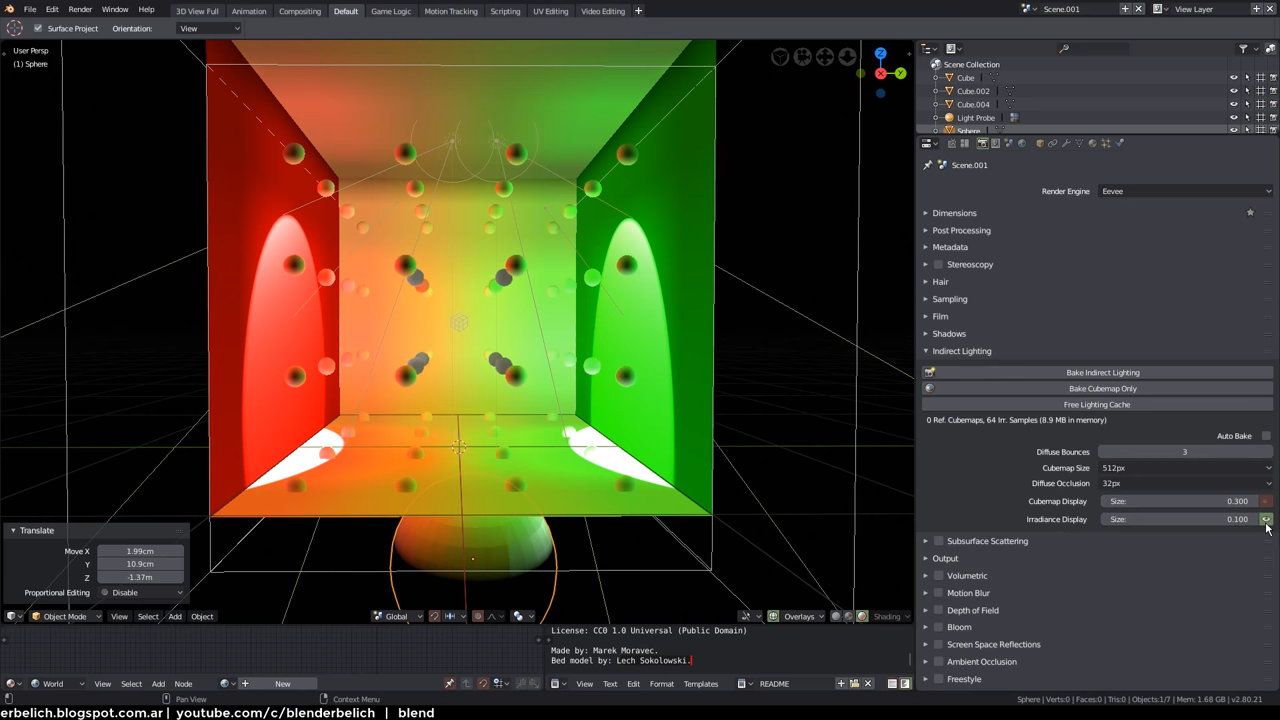 File Edit Render Window Help 3D View Full Animation Compositing Default Game Logic Motion Tracking Scripting UV Editing Video Editing Scene.001 View Layer
Surface Project Orientation: View
User Persp
(1) Sphere
Z
X
Y
Scene Collection
Cube
Cube.002
Cube.004
Light Probe
Sphere
Scene.001
Render Engine Eevee
Dimensions
Post Processing
Metadata
Stereoscopy
Hair
Sampling
Film
Shadows
Indirect Lighting
Bake Indirect Lighting
Bake Cubemap Only
Free Lighting Cache
0 Ref. Cubemaps, 64 Irr. Samples (8.9 MB in memory)
Auto Bake
Diffuse Bounces 3
Cubemap Size 512px
Diffuse Occlusion 32px
Cubemap Display Size: 0.300
Irradiance Display Size: 0.100
Subsurface Scattering
Output
Volumetric
Motion Blur
Depth of Field
Bloom
Screen Space Reflections
Ambient Occlusion
Freestyle
Translate
Move X 1.99cm
Y 10.9cm
Z -1.37m
Proportional Editing Disable
Object Mode View Select Add Object Global Overlays Shading
License: CC0 1.0 Universal (Public Domain)
Made by: Marek Moravec.
Bed model by: Lech Sokolowski.
World View Select Add Node New View Text Edit Format Templates README
Pan View Context Menu Sphere | Verts:0 | Faces:0 | Tris:0 | Objects:1/7 | Mem: 1.68 GB | v2.80.21
erbelich.blogspot.com.ar | youtube.com/c/blenderbelich | blend